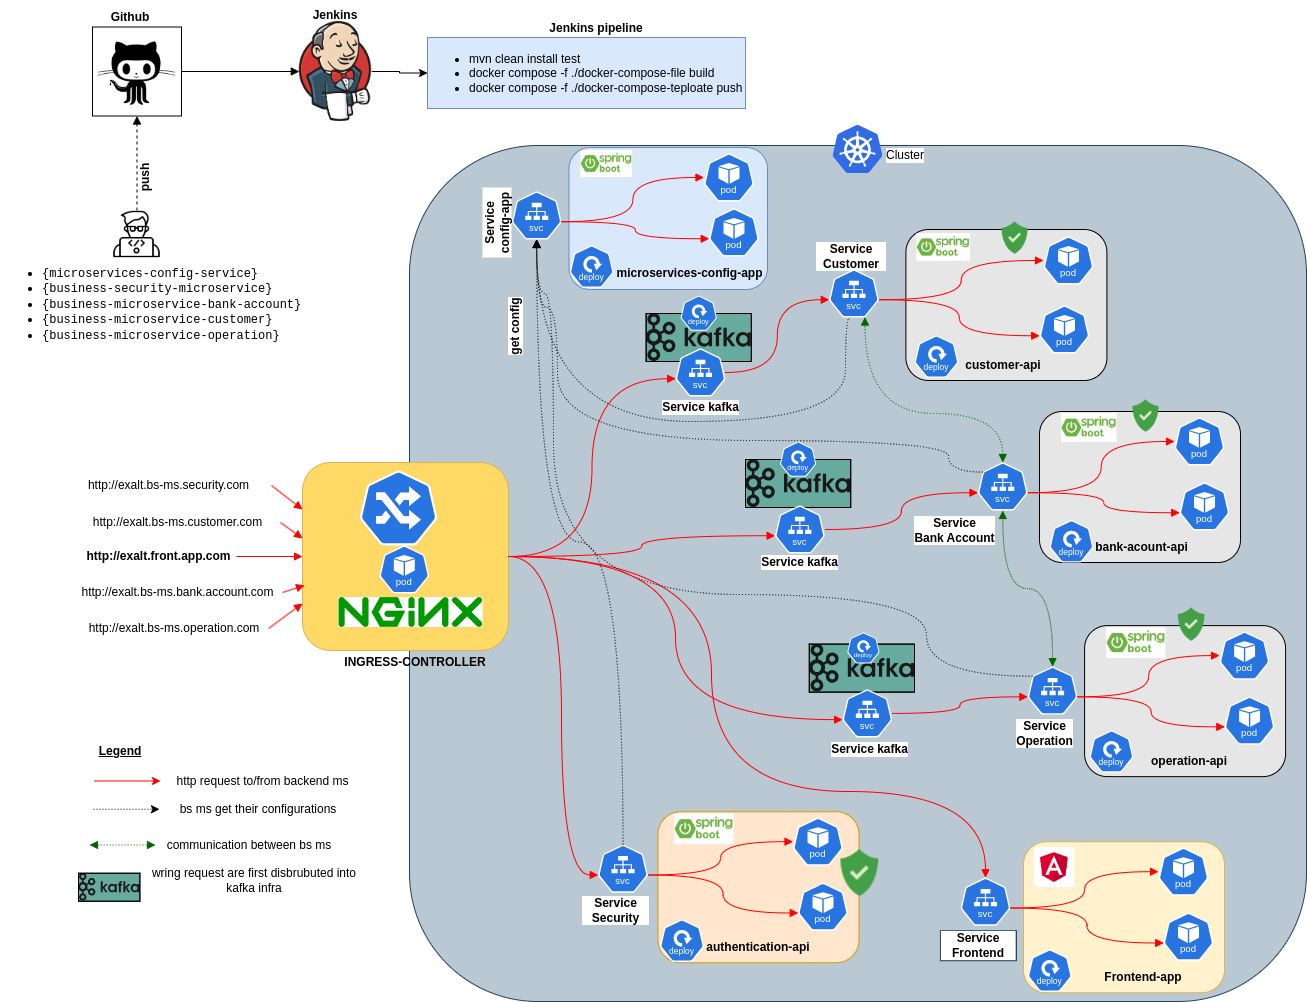 Github
Jenkins
Jenkins pipeline
mvn clean install test
docker compose -f ./docker-compose-file build
docker compose -f ./docker-compose-teploate push
push
{microservices-config-service}
{business-security-microservice}
{business-microservice-bank-account}
{business-microservice-customer}
{business-microservice-operation}
Cluster
Service
config-app
svc
spring
boot
pod
pod
deploy
microservices-config-app
get config
Service
Customer
svc
spring
boot
pod
pod
deploy
customer-api
deploy
kafka
svc
Service kafka
deploy
kafka
svc
Service kafka
svc
Service
Bank Account
spring
boot
pod
pod
deploy
bank-acount-api
http://exalt.bs-ms.security.com
http://exalt.bs-ms.customer.com
http://exalt.front.app.com
http://exalt.bs-ms.bank.account.com
http://exalt.bs-ms.operation.com
pod
NGINX
INGRESS-CONTROLLER
deploy
kafka
svc
Service kafka
svc
Service
Operation
spring
boot
pod
pod
deploy
operation-api
Legend
http request to/from backend ms
bs ms get their configurations
communication between bs ms
kafka
wring request are first disbrubuted into
kafka infra
svc
Service
Security
spring
boot
pod
pod
deploy
authentication-api
svc
Service
Frontend
pod
pod
deploy
Frontend-app